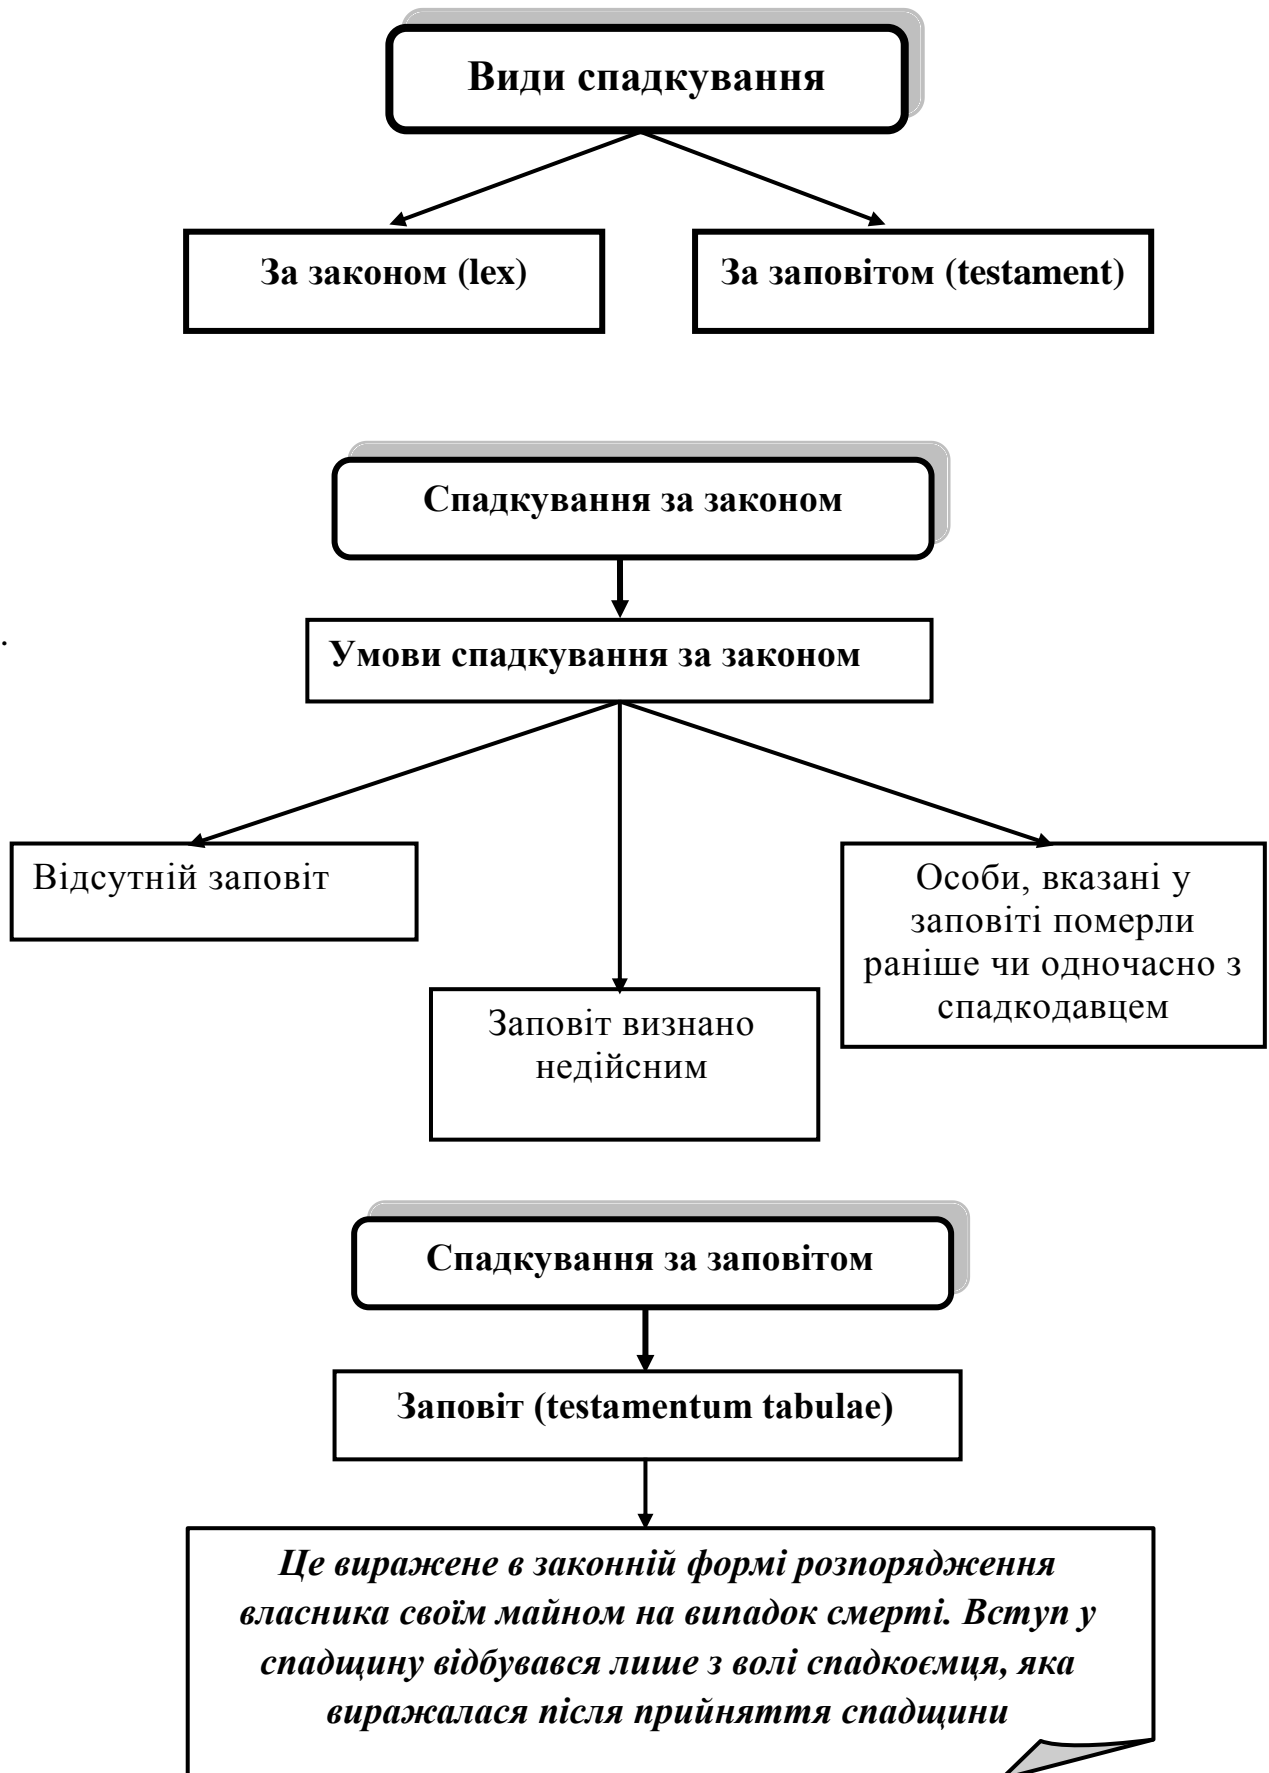 Види спадкування
За законом (lex)
За заповітом (testament)
Спадкування за законом
.
Умови спадкування за законом
Відсутній заповіт
Особи, вказані у
заповіті померли
раніше чи одночасно з
спадкодавцем
Заповіт визнано
недійсним
Спадкування за заповітом
Заповіт (testamentum tabulae)
Це виражене в законній формі розпорядження
власника своїм майном на випадок смерті. Вступ у
спадщину відбувався лише з волі спадкоємця, яка
виражалася після прийняття спадщини